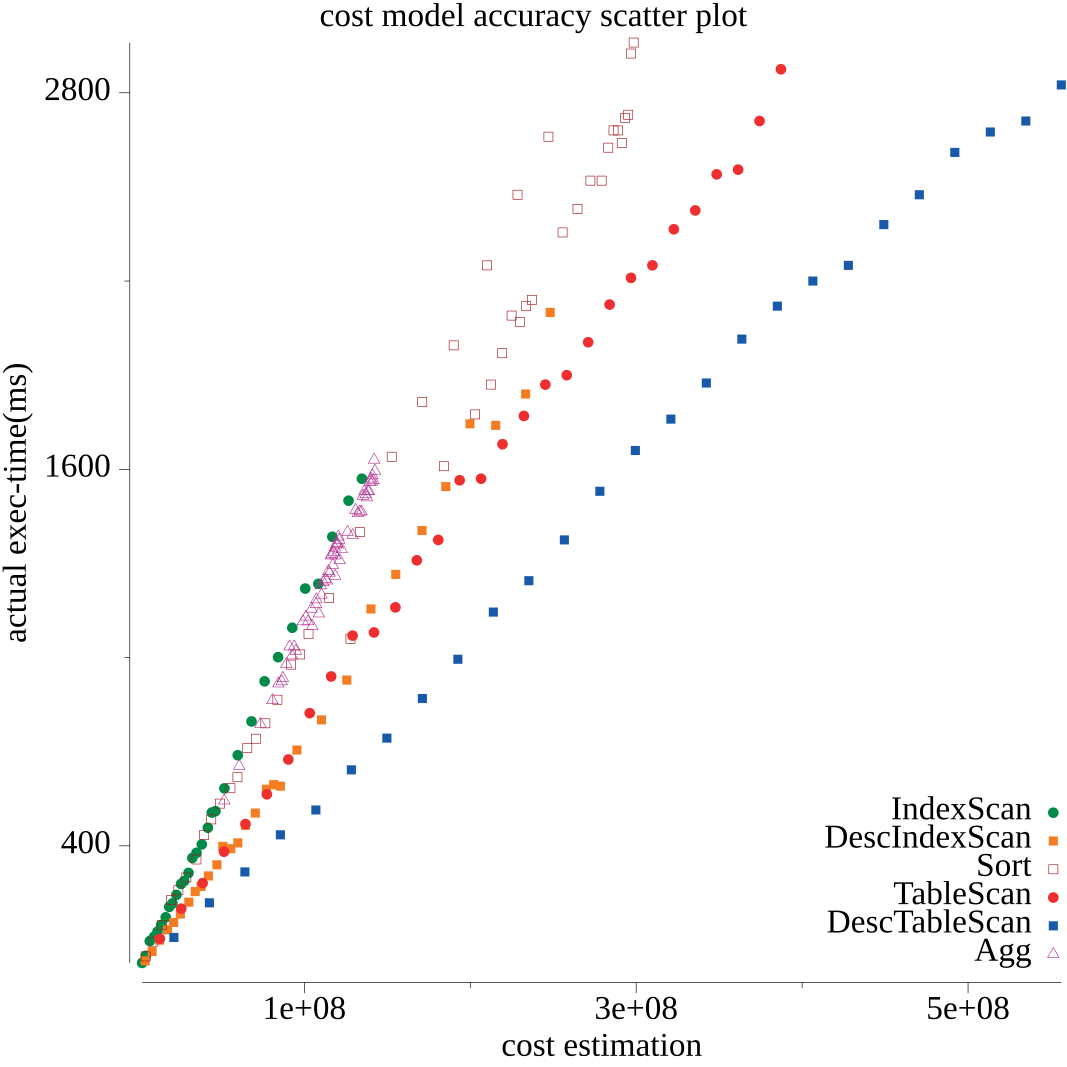 cost model accuracy scatter plot
2800
1600
400
actual exec-time(ms)
IndexScan
DescIndexScan
Sort
TableScan
DescTableScan
Agg
1e+08
3e+08
5e+08
cost estimation